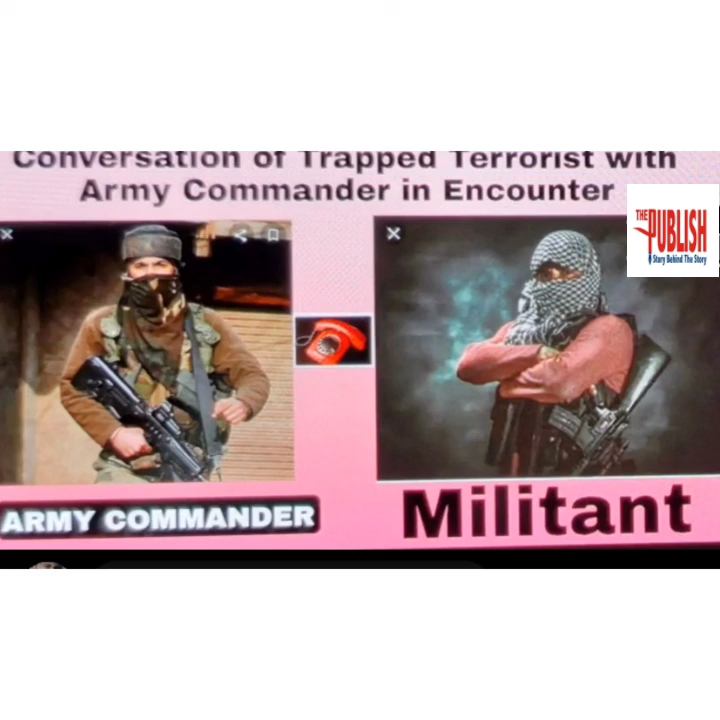 Conversation of Trapped Terrorist with
Army Commander in Encounter
THE
PUBLISH
Story Behind The Story
ARMY COMMANDER
Militant